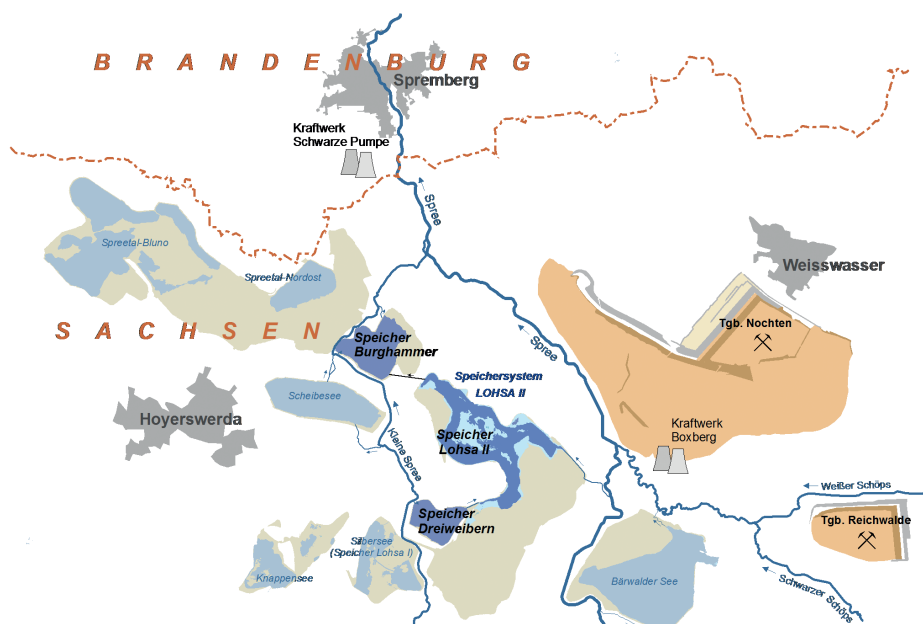 BRANDENBURG
Spremberg
Kraftwerk
Schwarze Pumpe
Spree
Spreetal-Bluno
Spreetal-Nordost
Weisswasser
SACHSEN
Tgb. Nochten
Speicher
Burghammer
Spree
Speichersystem
LOHSA II
Scheibesee
Hoyerswerda
Kleine Spree
Speicher
Lohsa II
Kraftwerk
Boxberg
Weißer Schöps
Speicher
Dreiweibern
Tgb. Reichwalde
Silbersee
(Speicher Lohsa I)
Knappensee
Bärwalder See
Schwarzer Schöps